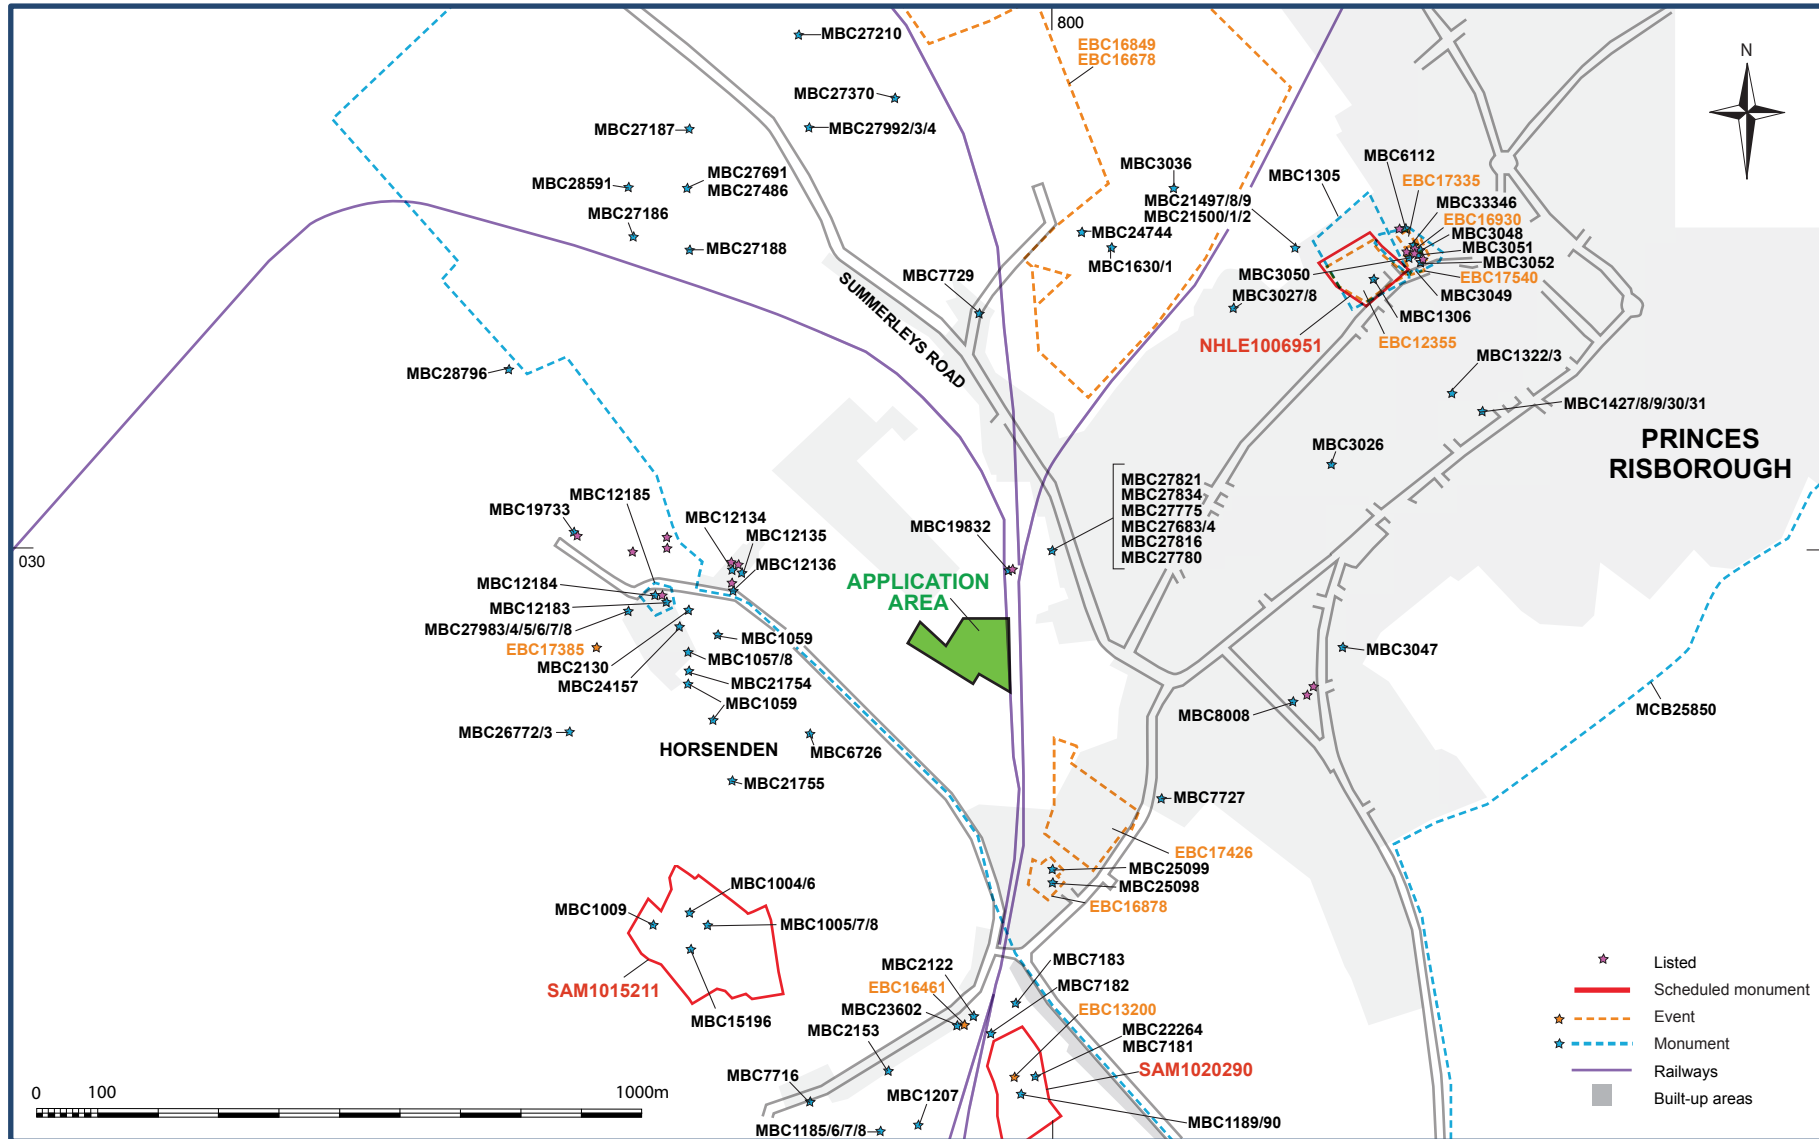 800
MBC27210
EBC16849
EBC16678
N
MBC27370
MBC27187
MBC27992/3/4
MBC3036
MBC6112
MBC1305
EBC17335
MBC28591
MBC27691
MBC27486
MBC21497/8/9
MBC21500/1/2
MBC33346
EBC16930
MBC27186
MBC24744
MBC3048
MBC3051
MBC3052
MBC27188
MBC1630/1
MBC3050
EBC17540
MBC7729
MBC3027/8
MBC3049
MBC1306
SUMMERLEYS ROAD
NHLE1006951
EBC12355
MBC1322/3
MBC28796
MBC1427/8/9/30/31
PRINCES
RISBOROUGH
MBC3026
MBC27821
MBC27834
MBC27775
MBC27683/4
MBC27816
MBC27780
MBC12185
MBC19733
MBC12134
MBC12135
MBC12136
MBC19832
030
MBC12184
MBC12183
MBC27983/4/5/6/7/8
EBC17385
MBC2130
MBC24157
APPLICATION
AREA
MBC1059
MBC1057/8
MBC21754
MBC1059
MBC3047
MBC8008
MCB25850
MBC26772/3
HORSENDEN
MBC6726
MBC21755
MBC7727
EBC17426
MBC25099
MBC25098
EBC16878
MBC1004/6
MBC1009
MBC1005/7/8
SAM1015211
MBC15196
MBC2122
EBC16461
MBC23602
MBC2153
MBC7183
MBC7182
EBC13200
MBC22264
MBC7181
SAM1020290
MBC7716
MBC1207
MBC1185/6/7/8
MBC1189/90
0
100
1000m
Listed
Scheduled monument
Event
Monument
Railways
Built-up areas